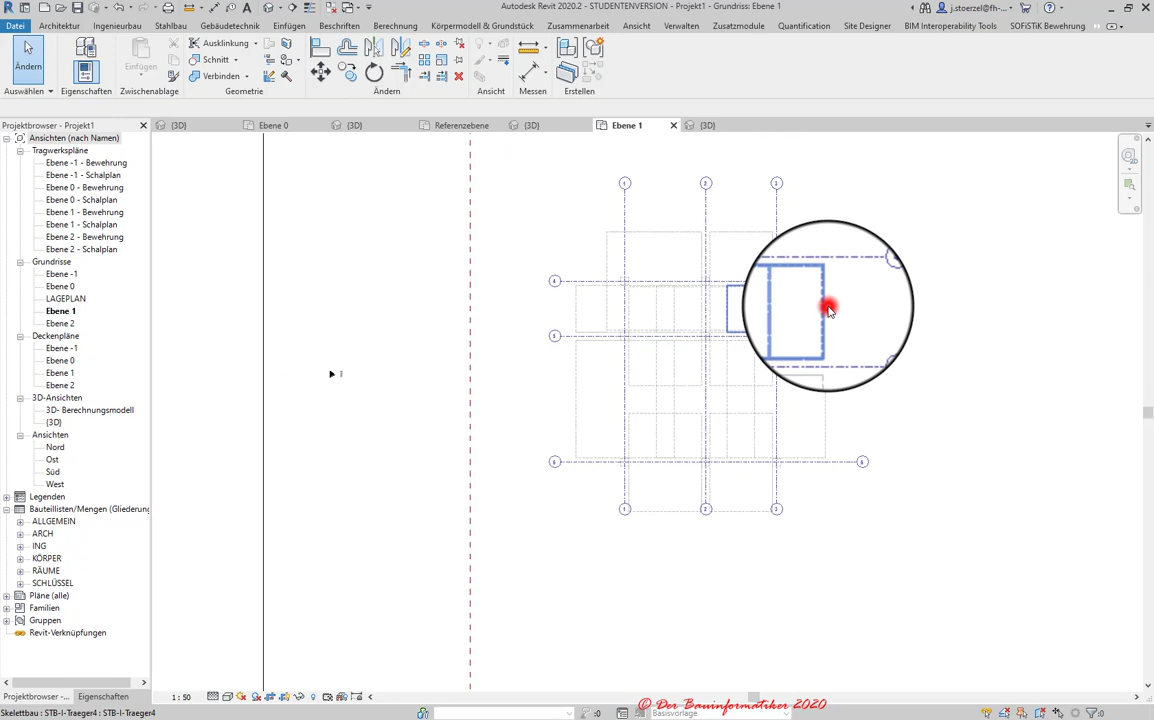 Autodesk Revit 2020.2 - STUDENTENVERSION - Projekt1 - Grundriss: Ebene 1
j.stoerzel@fh-...
Datei Architektur Ingenieurbau Stahlbau Gebäudetechnik Einfügen Beschriften Berechnung Körpermodell & Grundstück Zusammenarbeit Ansicht Verwalten Zusatzmodule Quantification Site Designer BIM Interoperability Tools SOFiSTiK Bewehrung
Ändern
Einfügen
Ausklinkung
Schnitt
Verbinden
Auswählen Eigenschaften Zwischenablage Geometrie Ändern Ansicht Messen Erstellen
Projektbrowser - Projekt1
{3D} Ebene 0 {3D} Referenzebene {3D} Ebene 1 {3D}
Ansichten (nach Namen)
Tragwerkspläne
Ebene -1 - Bewehrung
Ebene -1 - Schalplan
Ebene 0 - Bewehrung
Ebene 0 - Schalplan
Ebene 1 - Bewehrung
Ebene 1 - Schalplan
Ebene 2 - Bewehrung
Ebene 2 - Schalplan
Grundrisse
Ebene -1
Ebene 0
LAGEPLAN
Ebene 1
Ebene 2
Deckenpläne
Ebene -1
Ebene 0
Ebene 1
Ebene 2
3D-Ansichten
3D- Berechnungsmodell
{3D}
Ansichten
Nord
Ost
Süd
West
Legenden
Bauteillisten/Mengen (Gliederung
ALLGEMEIN
ARCH
ING
KÖRPER
RÄUME
SCHLÜSSEL
Pläne (alle)
Familien
Gruppen
Revit-Verknüpfungen
1 2 3
4
5
6 6
1 2 3
Projektbrowser -... Eigenschaften
1 : 50
Skelettbau : STB-I-Traeger4 : STB-I-Traeger4
:0
Basisvorlage
:0
© Der Bauinformatiker 2020